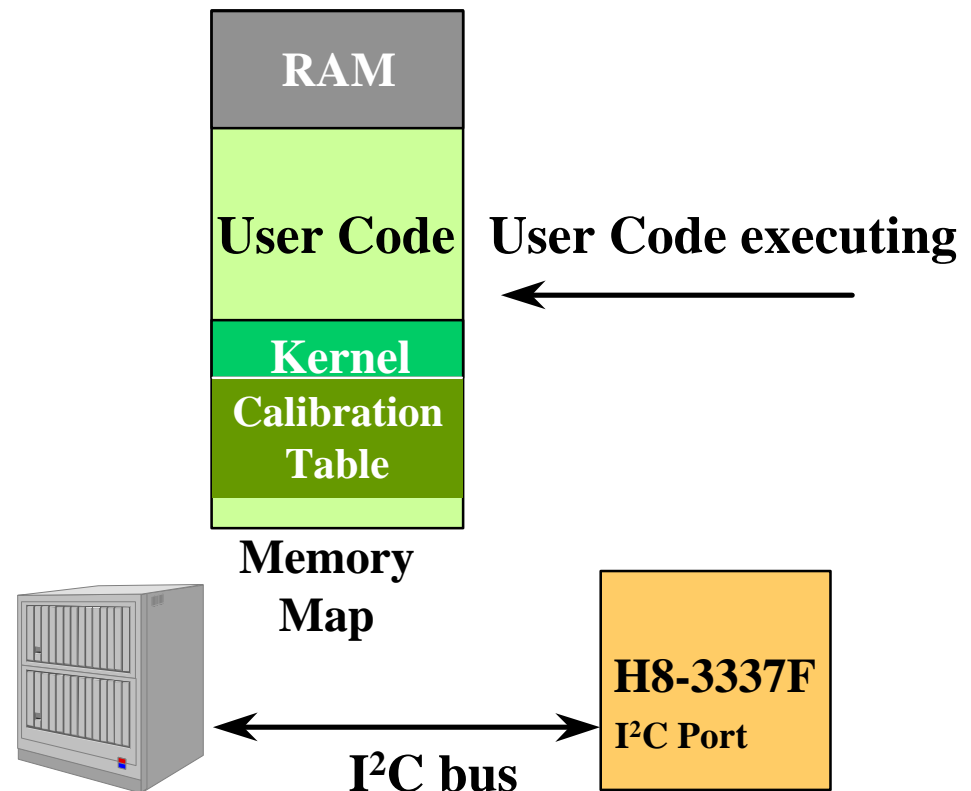 RAM
User Code
User Code executing
Kernel
Calibration
Table
Memory
Map
H8-3337F
I²C Port
I²C bus